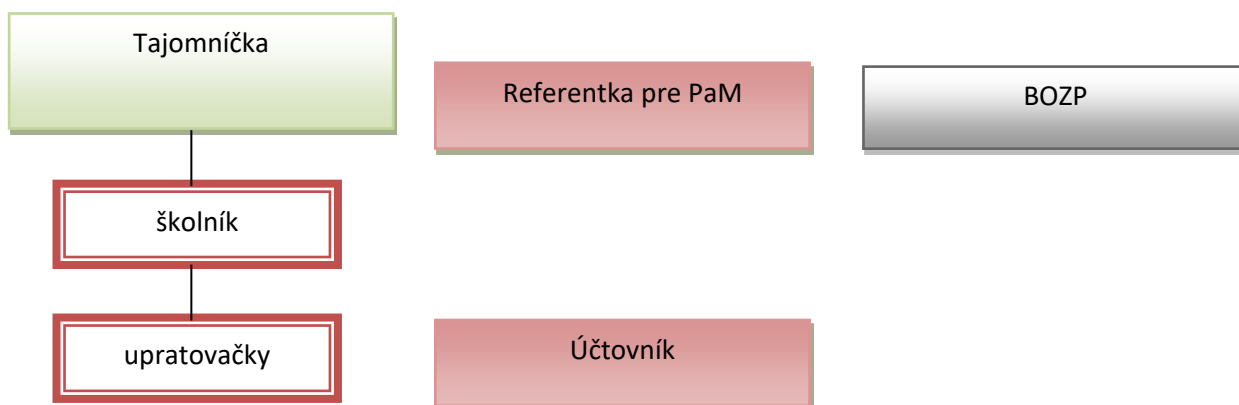 Tajomníčka
Referentka pre PaM
BOZP
školník
upratovačky
Účtovník